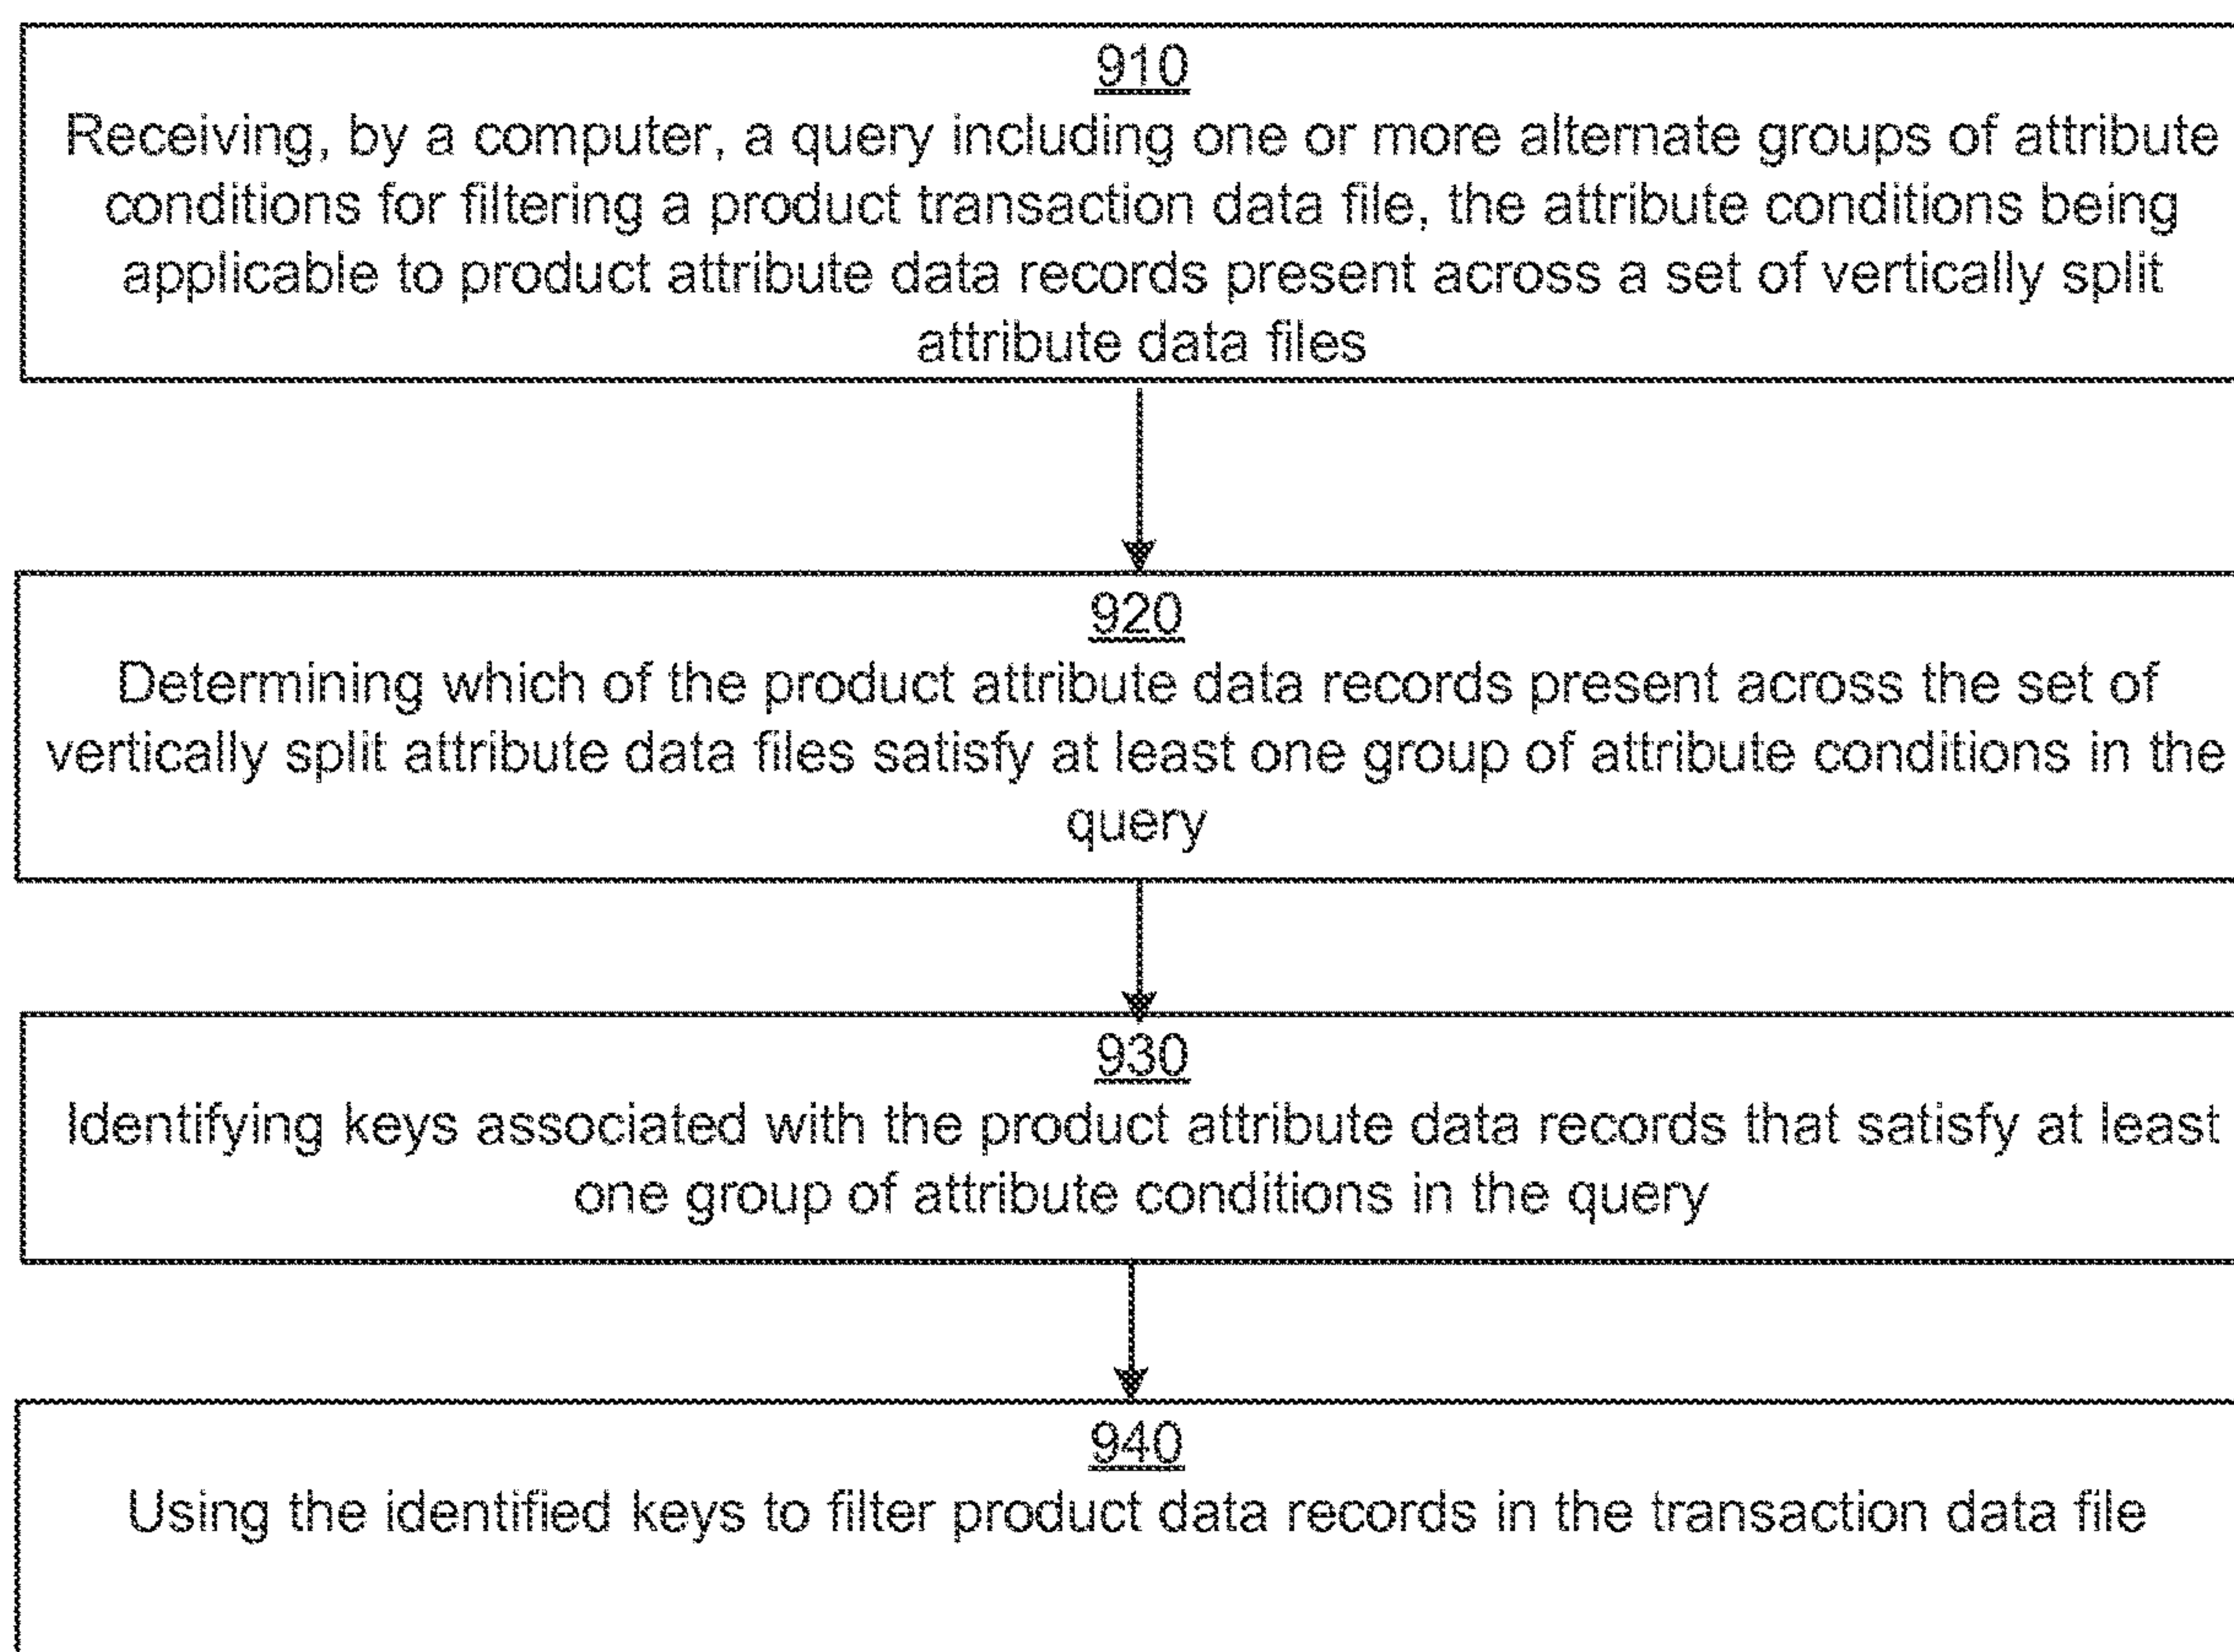 910
Receiving, by a computer, a query including one or more alternate groups of attribute
conditions for filtering a product transaction data file, the attribute conditions being
applicable to product attribute data records present across a set of vertically split
attribute data files
920
Determining which of the product attribute data records present across the set of
vertically split attribute data files satisfy at least one group of attribute conditions in the
query
930
Identifying keys associated with the product attribute data records that satisfy at least
one group of attribute conditions in the query
940
Using the identified keys to filter product data records in the transaction data file